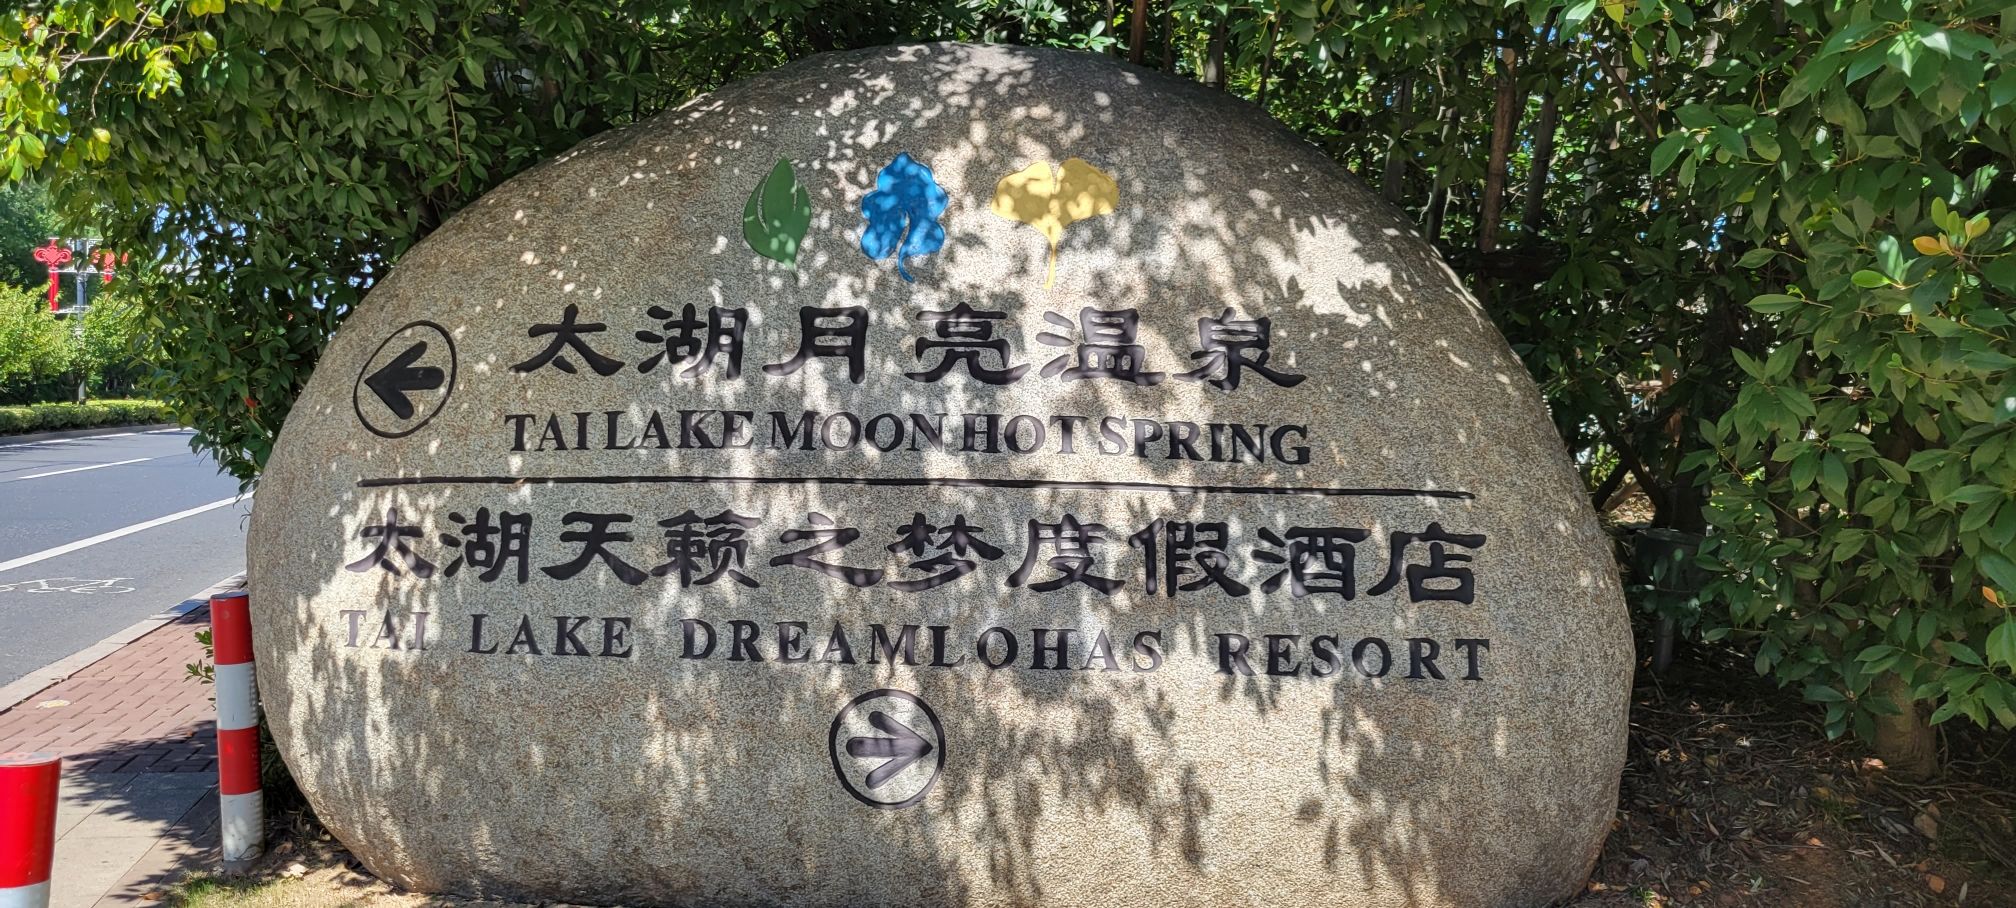 太湖月亮温泉
TAI LAKE MOON HOT SPRING
太湖天籁之梦度假酒店
TAI LAKE DREAMLOHAS RESORT